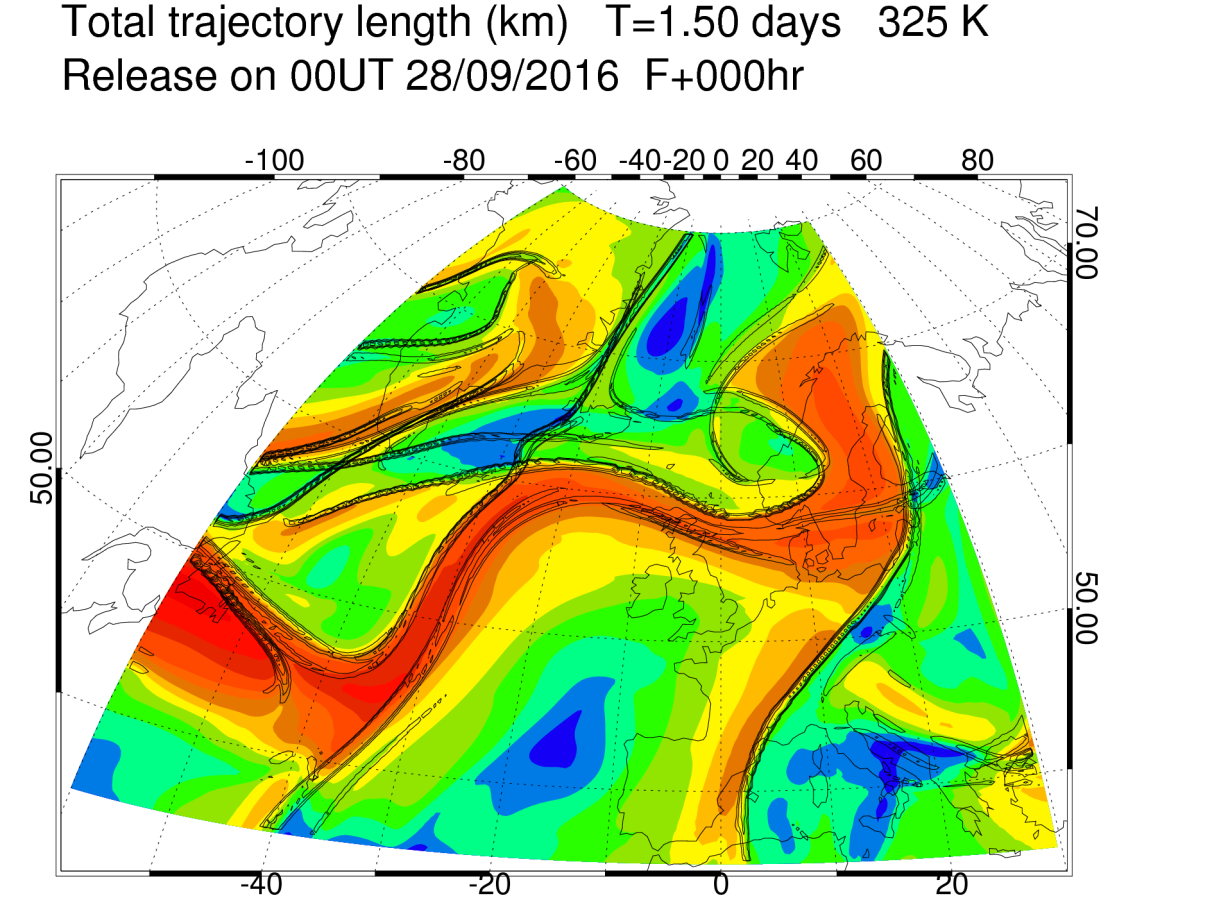 Total trajectory length (km) T=1.50 days 325 K
Release on 00UT 28/09/2016 F+000hr
-100 -80 -60 -40 -20 0 20 40 60 80
70.00
50.00
50.00
-40 -20 0 20